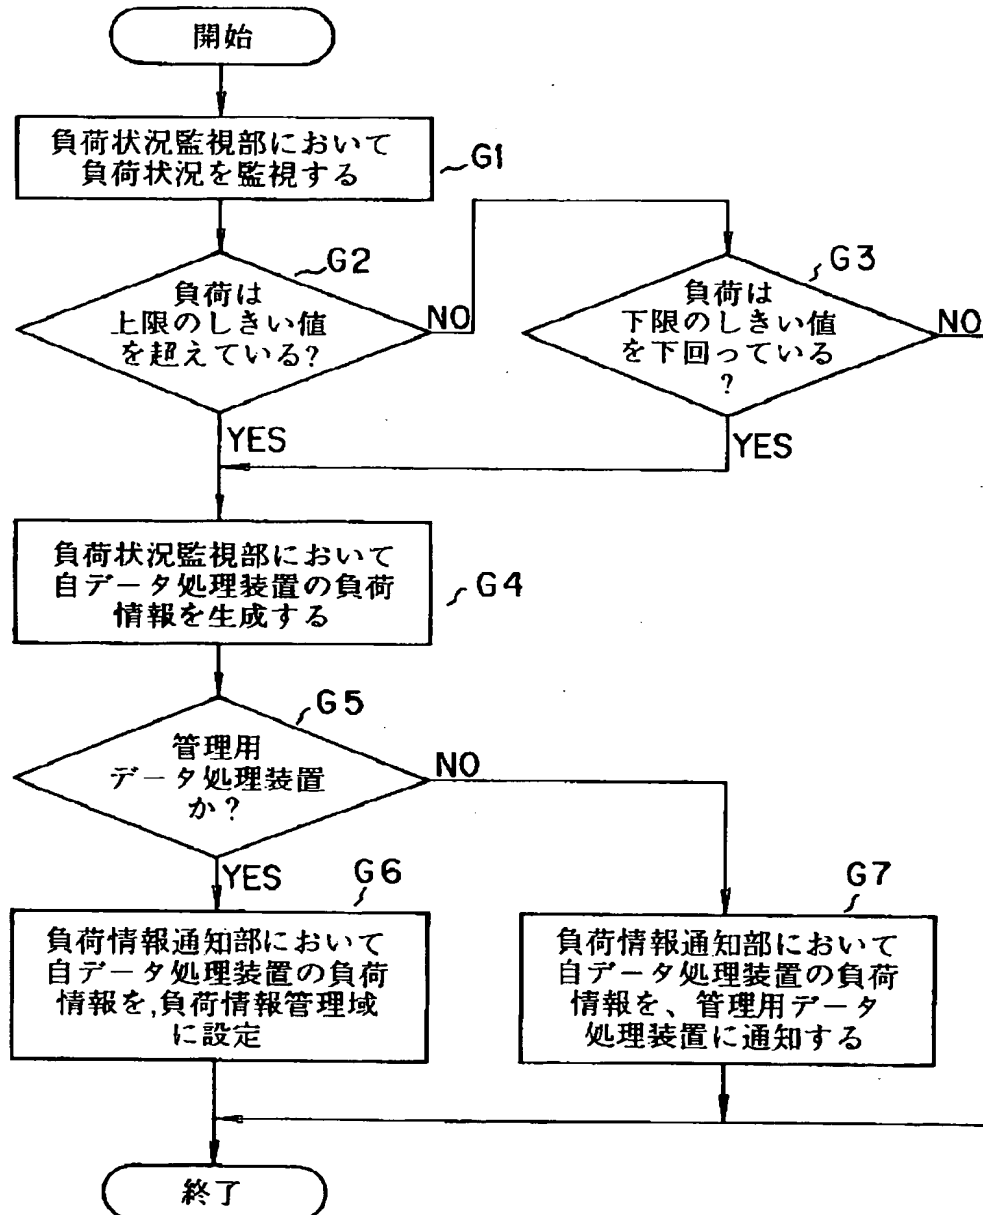 開始
負荷状況監視部において
負荷状況を監視する
G1
G2
負荷は
上限のしきい値
を超えている?
NO
YES
G3
負荷は
下限のしきい値
を下回っている
?
NO
YES
負荷状況監視部において
自データ処理装置の負荷
情報を生成する
G4
G5
管理用
データ処理装置
か?
NO
YES
G6
負荷情報通知部において
自データ処理装置の負荷
情報を,負荷情報管理域
に設定
G7
負荷情報通知部において
自データ処理装置の負荷
情報を、管理用データ
処理装置に通知する
終了